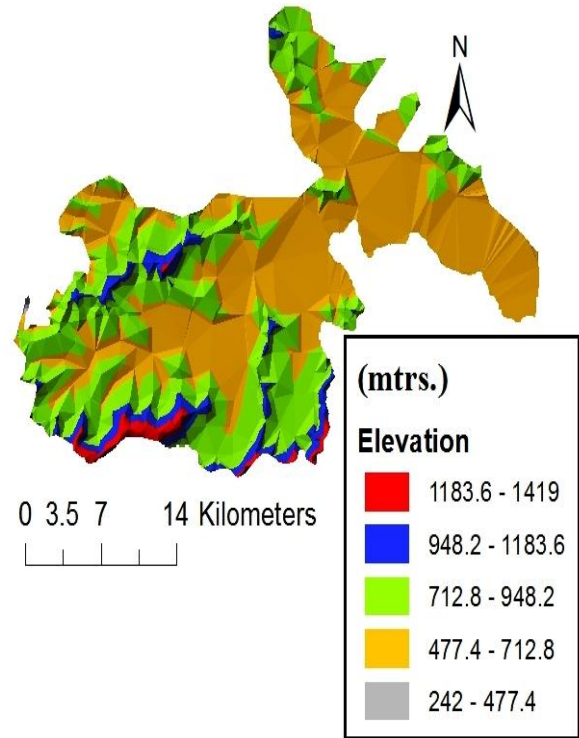 N
(mtrs.)
Elevation
1183.6 - 1419
948.2 - 1183.6
712.8 - 948.2
477.4 - 712.8
242 - 477.4
0 3.5 7 14 Kilometers